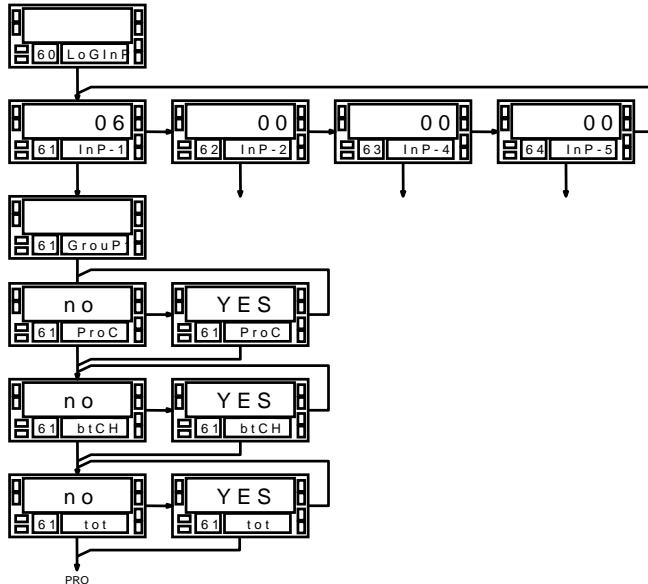 60 LoGInP
06 00 00 00
61 InP-1 62 InP-2 63 InP-4 64 InP-5
61 GrouP1
no YES
61 ProC 61 ProC
no YES
61 btCH 61 btCH
no YES
61 tot 61 tot
PRO